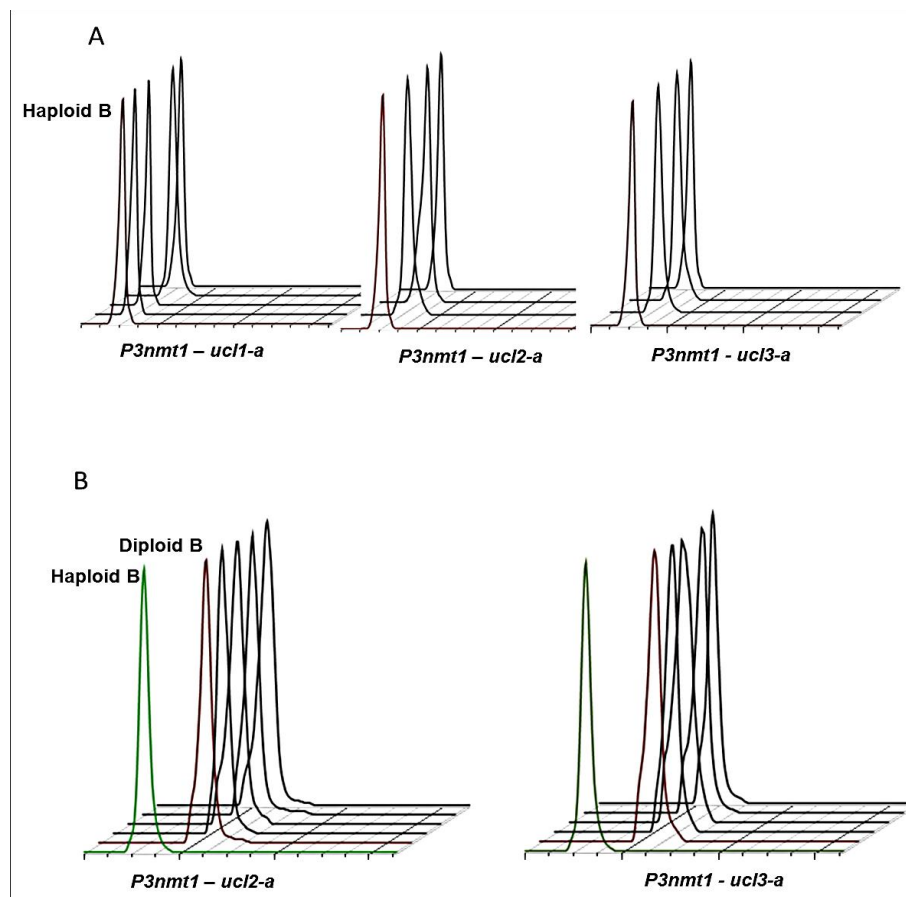 A
Haploid B
P3nmt1 – ucl1-a
P3nmt1 – ucl2-a
P3nmt1 - ucl3-a
B
Diploid B
Haploid B
P3nmt1 – ucl2-a
P3nmt1 - ucl3-a